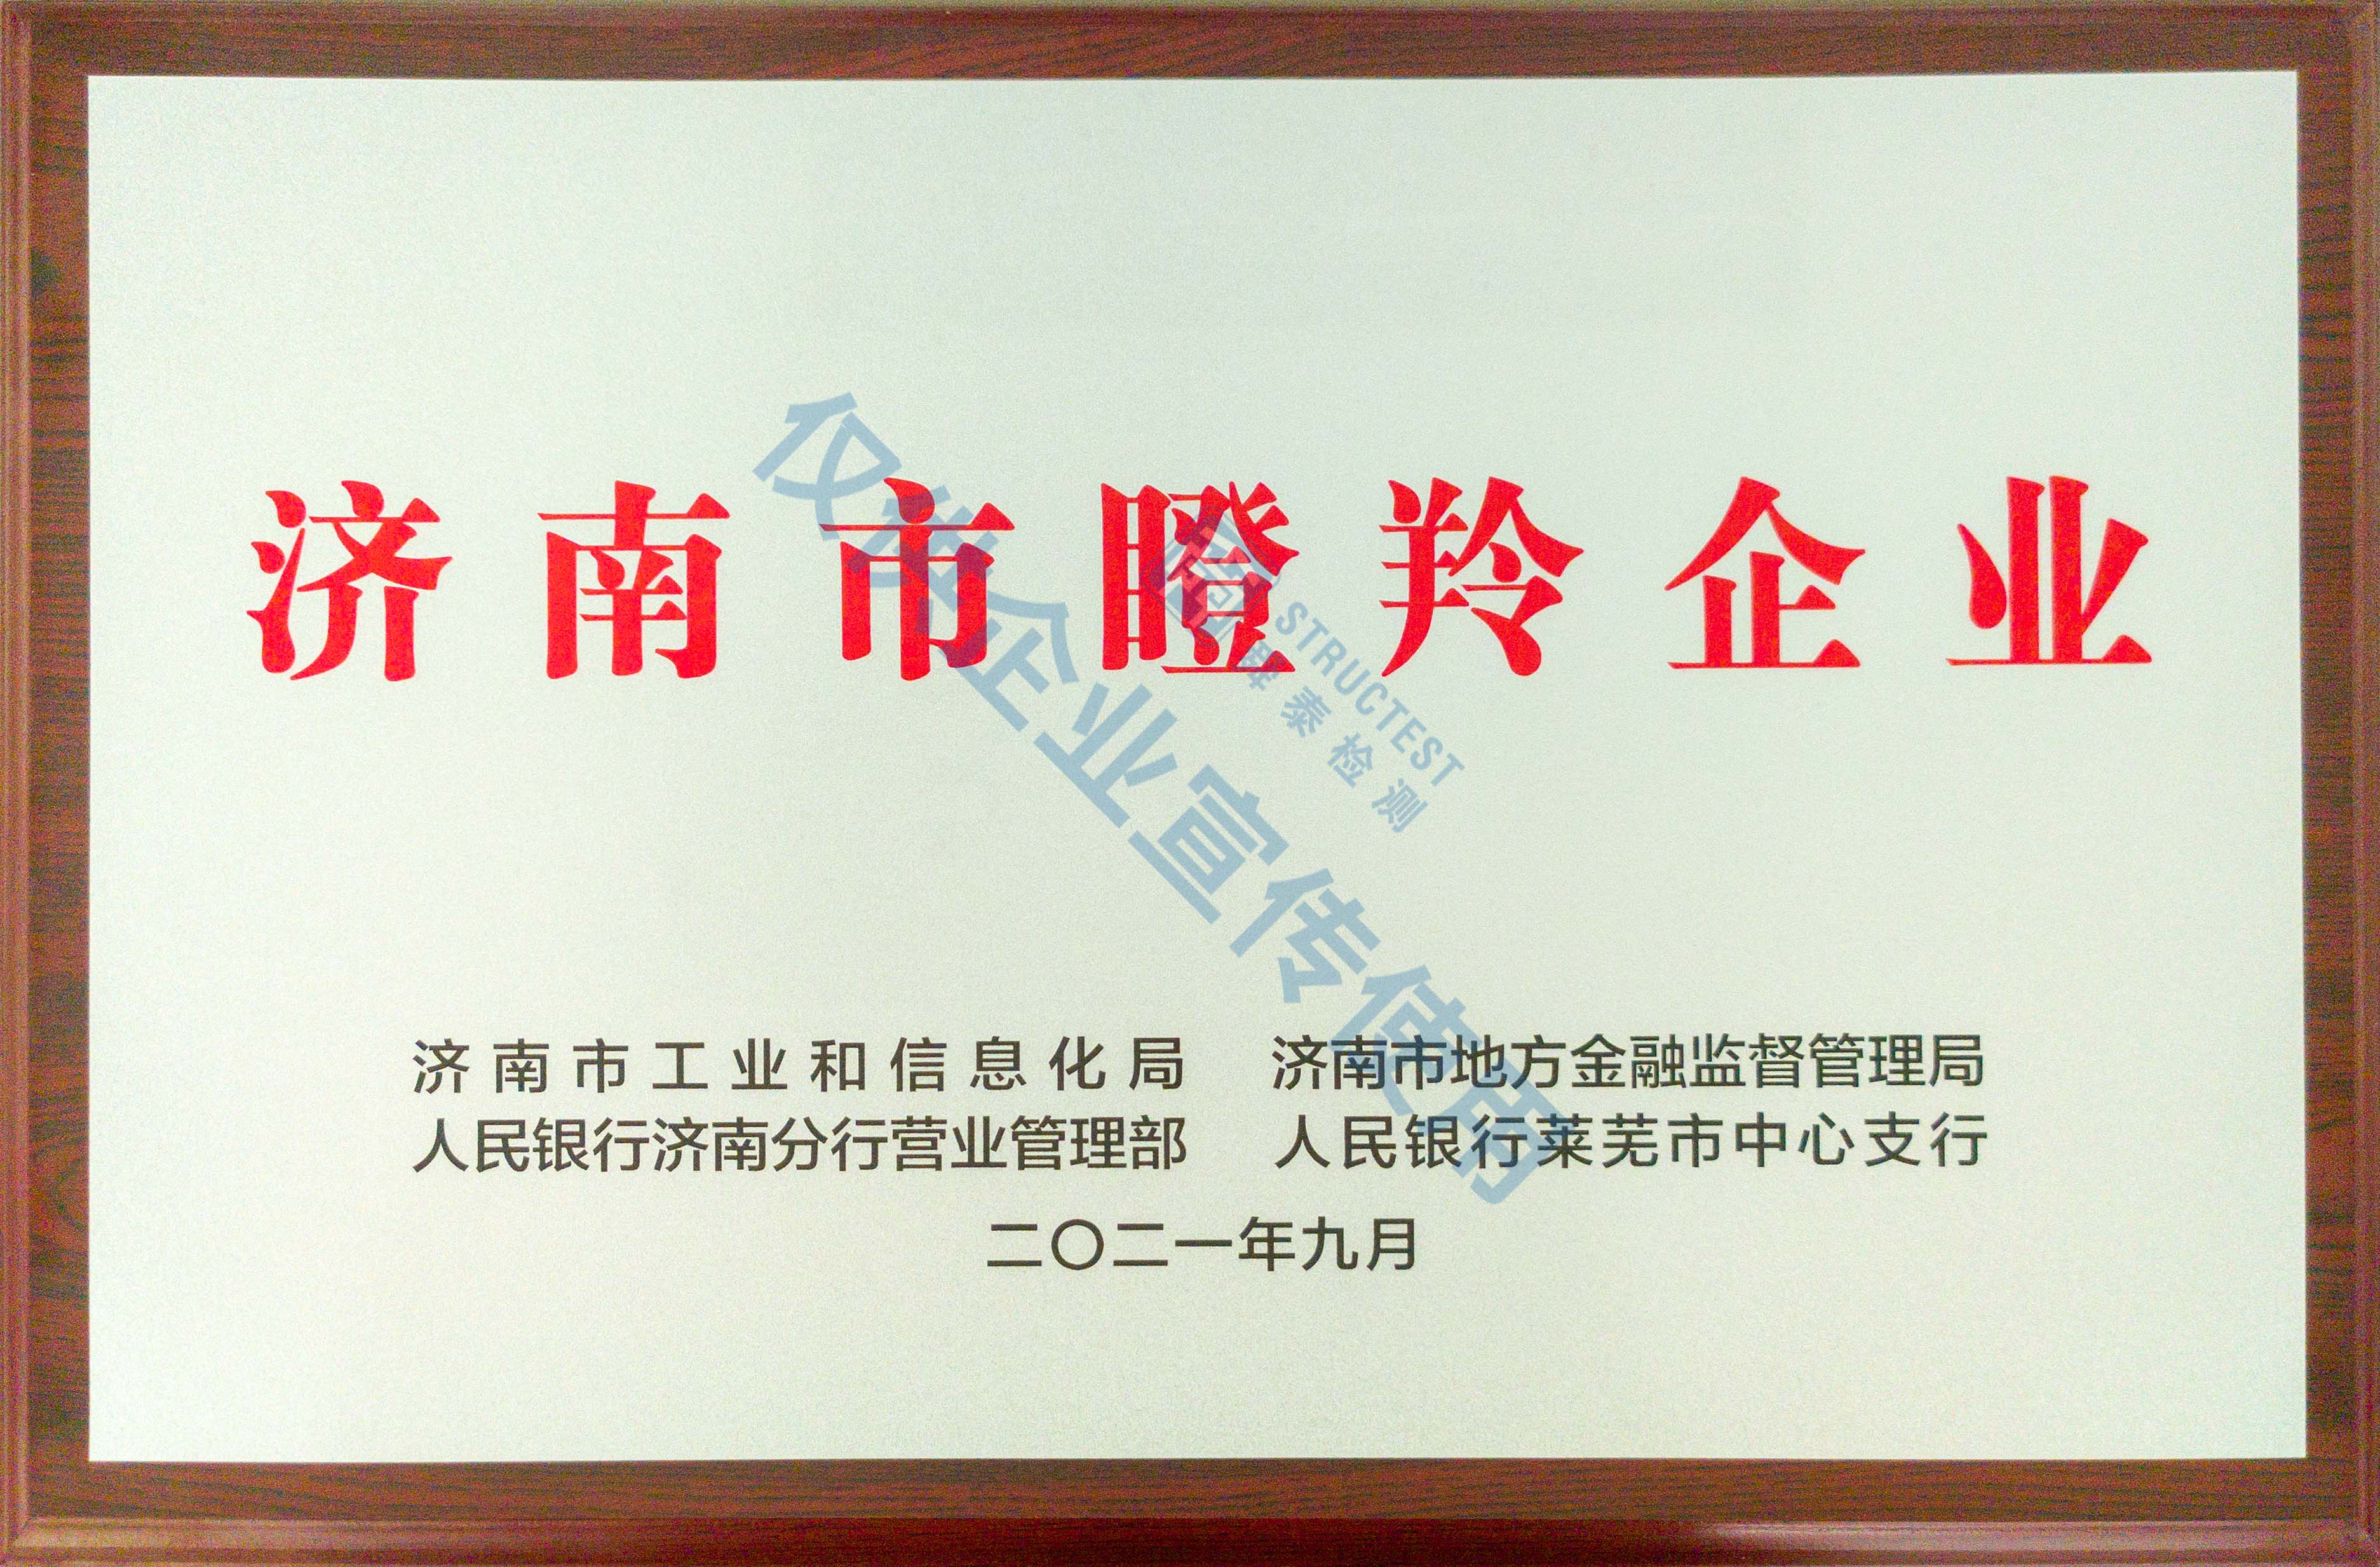 济南市瞪羚企业
仅供企业宣传使用
STRUCTEST
泰检测
济南市工业和信息化局 济南市地方金融监督管理局
人民银行济南分行营业管理部 人民银行莱芜市中心支行
二〇二一年九月